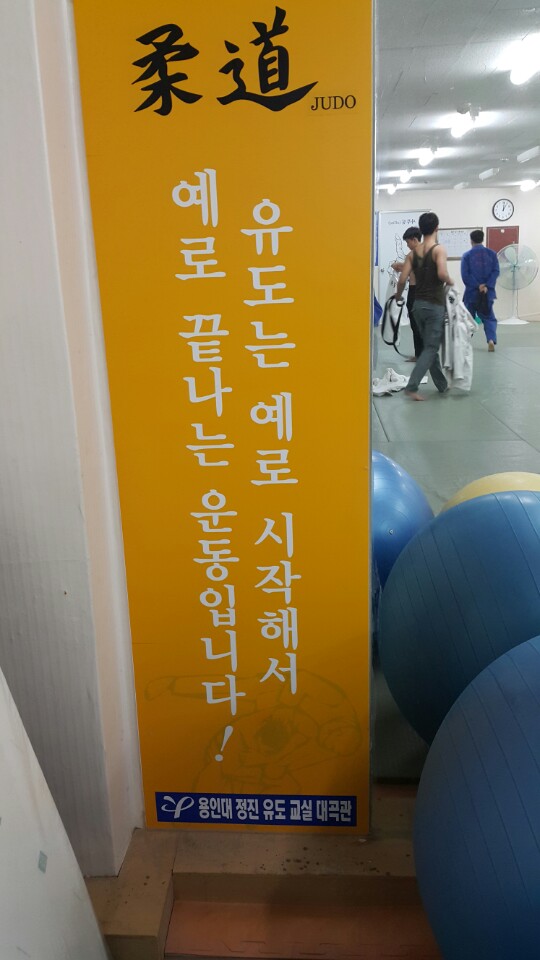 柔道
JUDO
유도는 예로 시작해서
예로 끝나는 운동입니다!
용인대 정진 유도 교실 대곡관